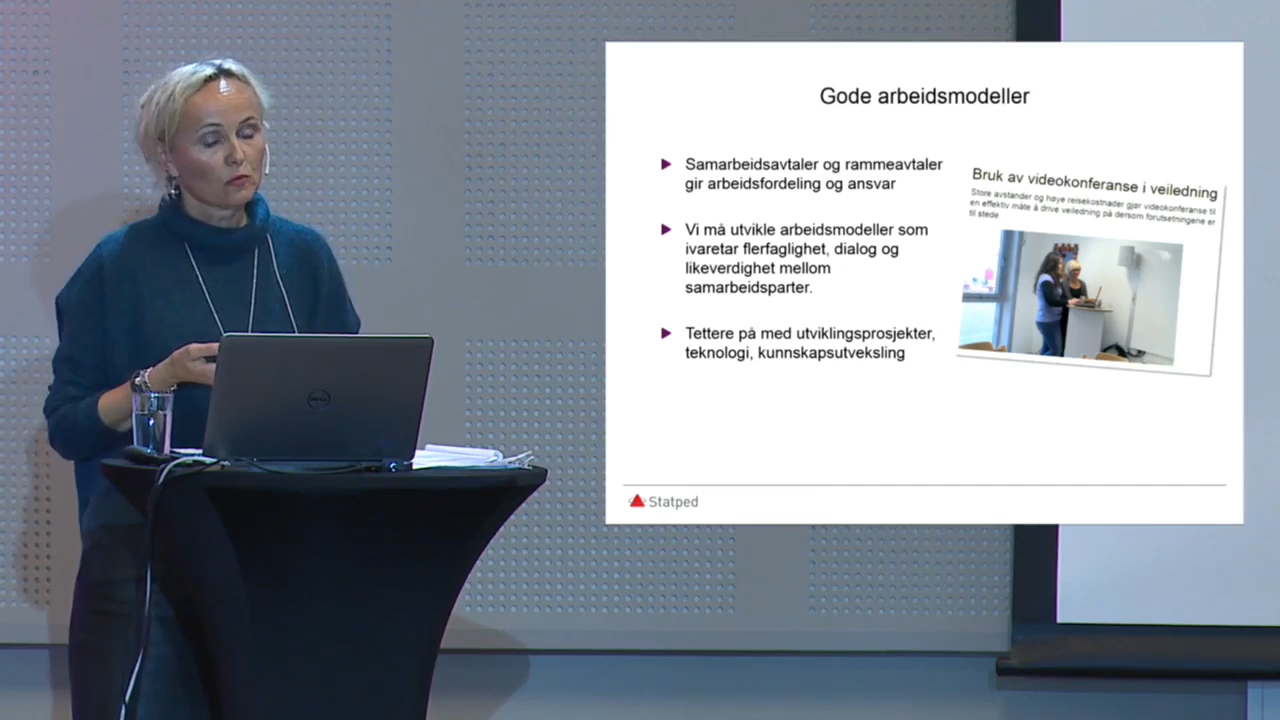 Gode arbeidsmodeller
Samarbeidsavtaler og rammeavtaler
gir arbeidsfordeling og ansvar
Vi må utvikle arbeidsmodeller som
ivaretar flerfaglighet, dialog og
likeverdighet mellom
samarbeidsparter.
Tettere på med utviklingsprosjekter,
teknologi, kunnskapsutveksling
Bruk av videokonferanse i veiledning
Store avstander og høye reisekostnader gjør videokonferanse til
en effektiv måte å drive veiledning på dersom forutsetningene er
til stede
Statped
DELL